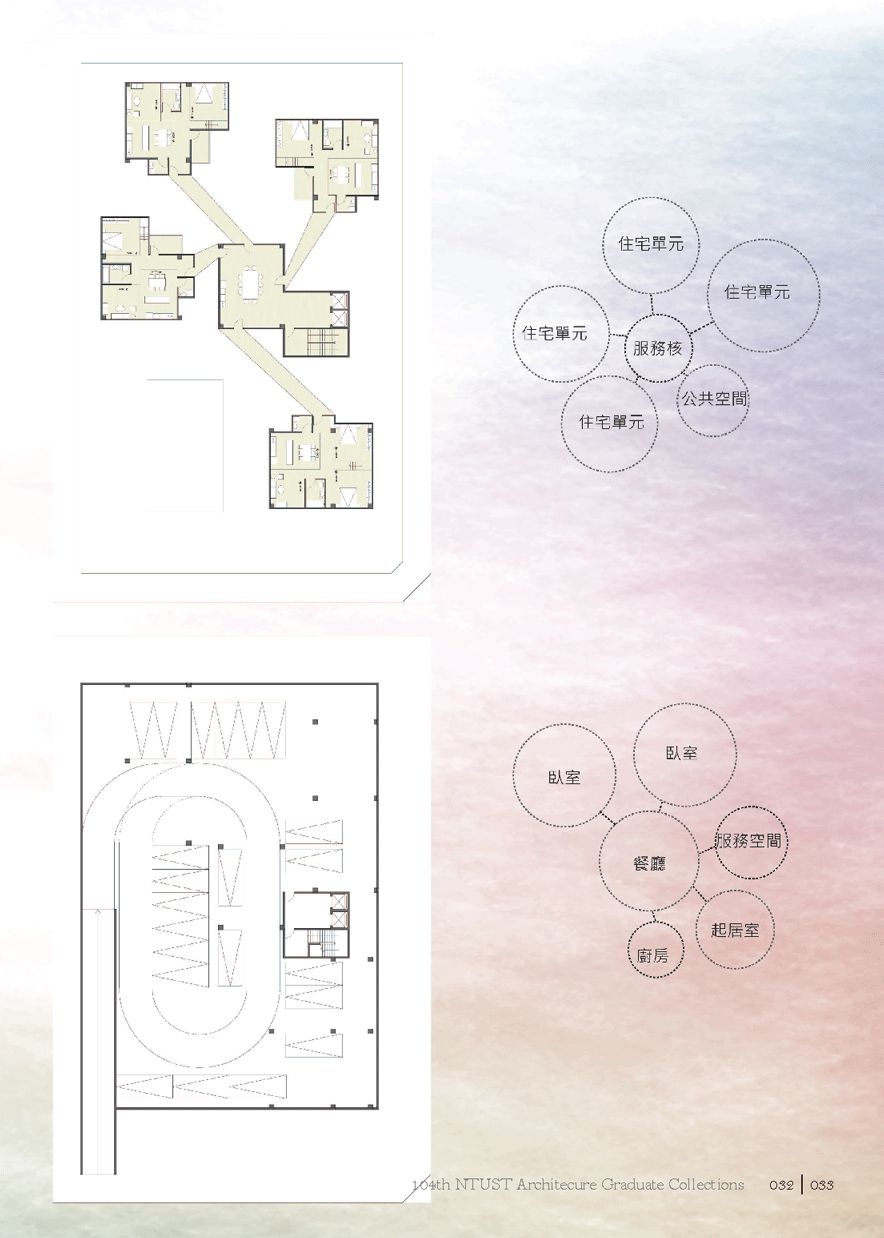 住宅單元
住宅單元
住宅單元
服務核
公共空間
住宅單元
臥室
臥室
服務空間
餐廳
起居室
廚房
104th NTUST Architecure Graduate Collections 032 033